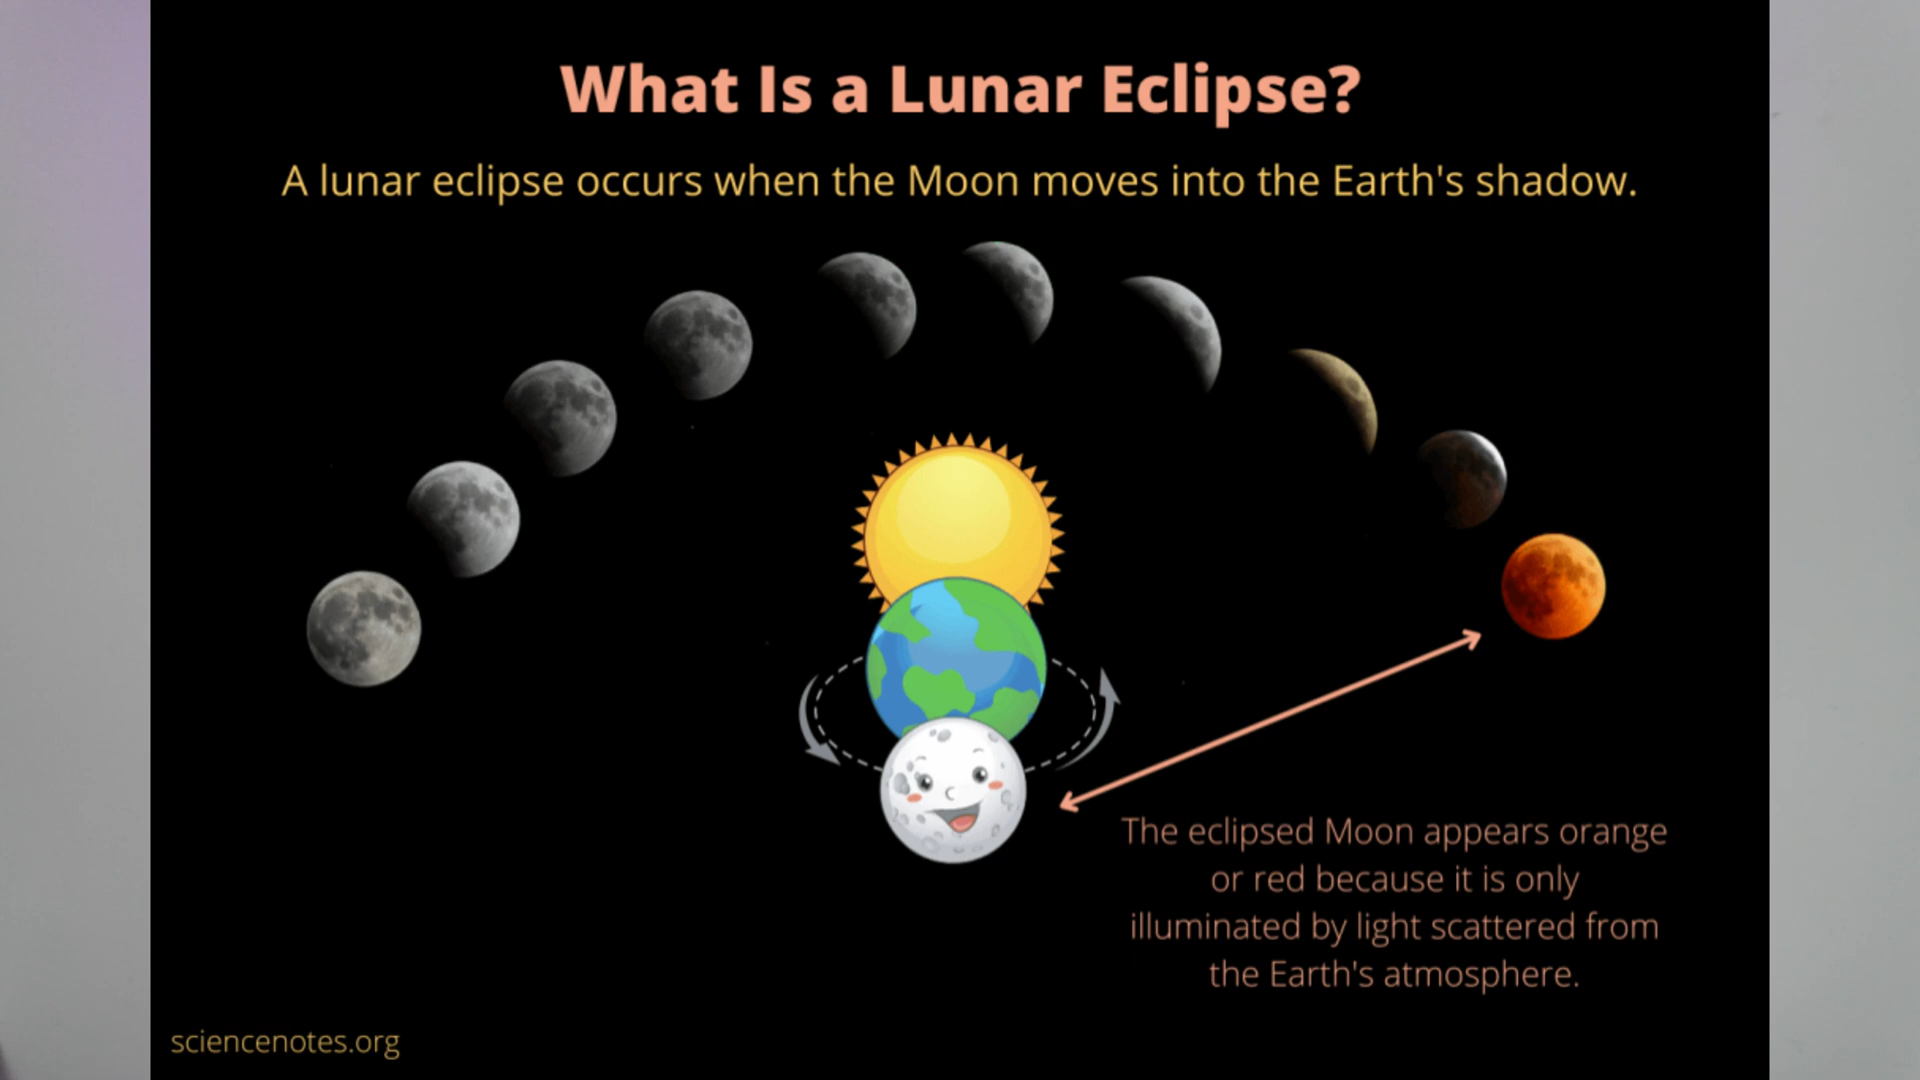 What Is a Lunar Eclipse?
A lunar eclipse occurs when the Moon moves into the Earth's shadow.
The eclipsed Moon appears orange
or red because it is only
illuminated by light scattered from
the Earth's atmosphere.
sciencenotes.org